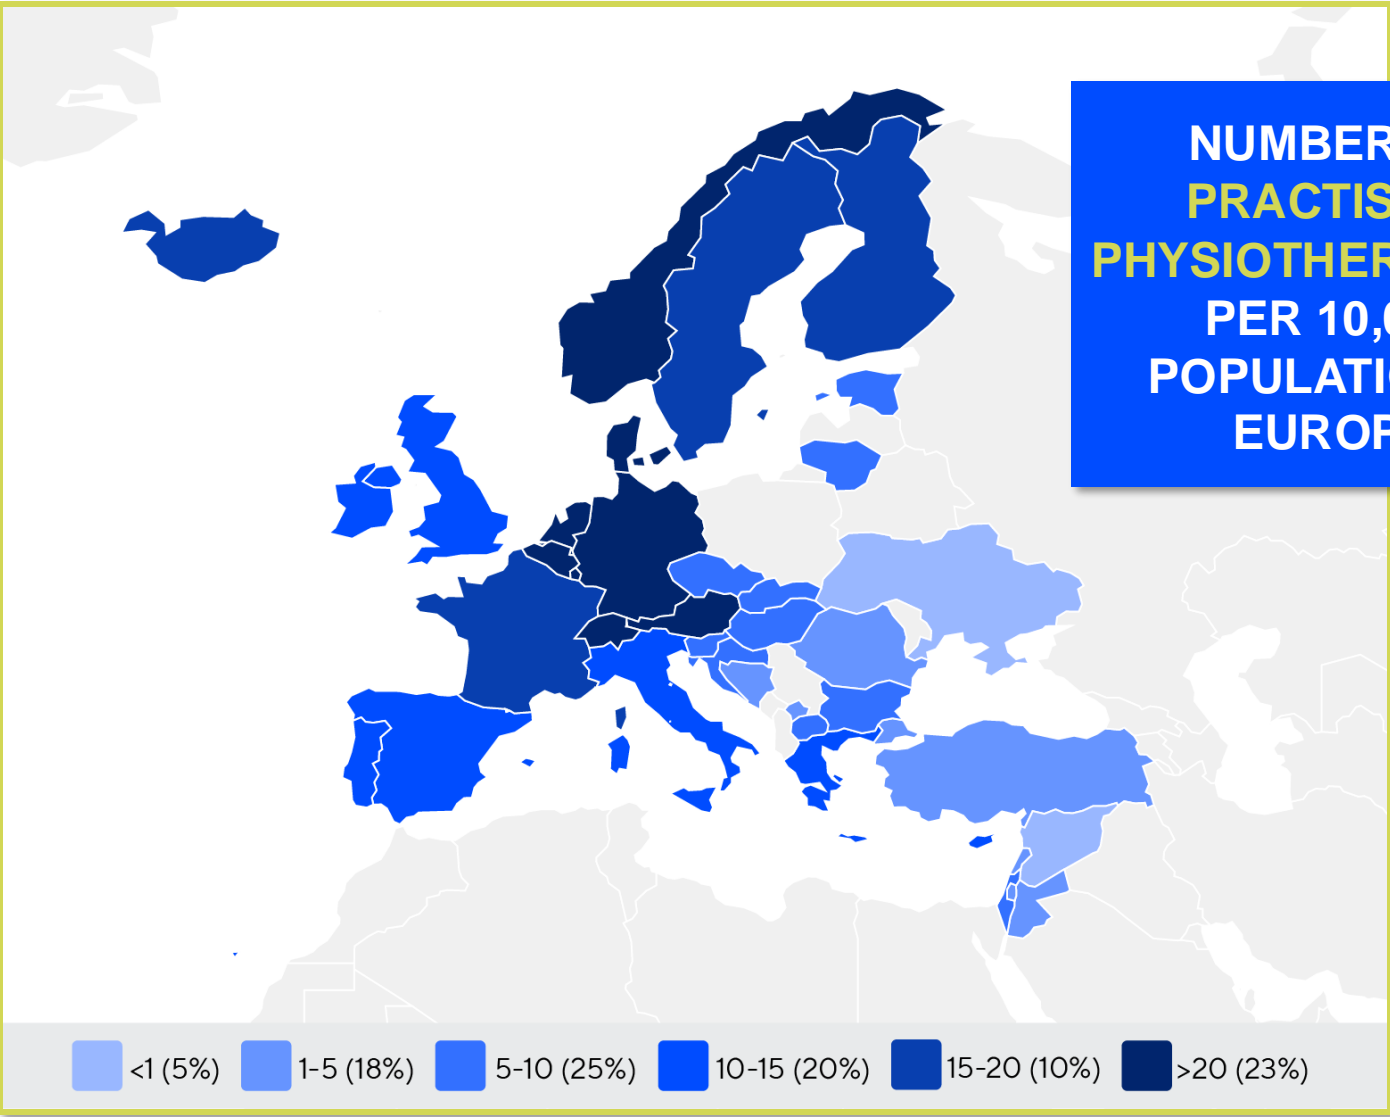 NUMBER
PRACTIS
PHYSIOTHER
PER 10,
POPULATI
EUROP
<1 (5%)
1-5 (18%)
5-10 (25%)
10-15 (20%)
15-20 (10%)
>20 (23%)